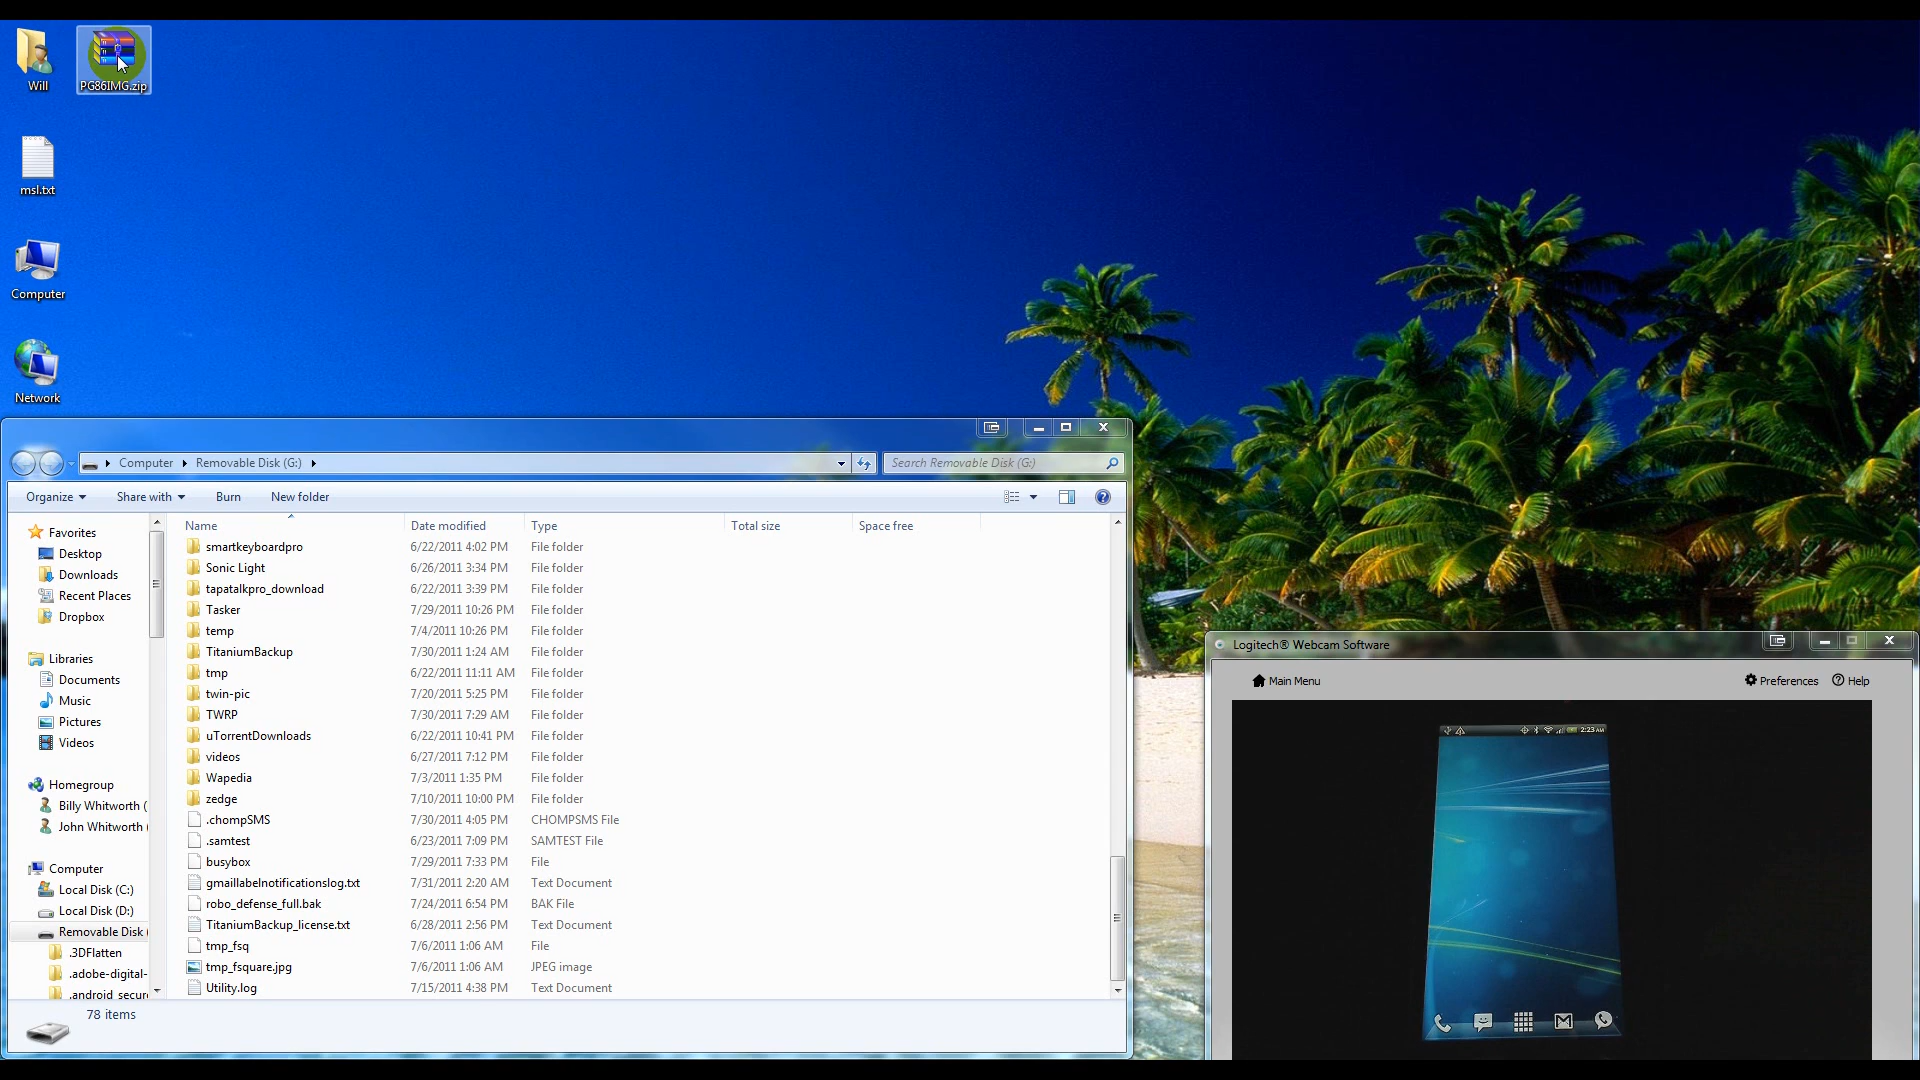 Will
PG86IMG.zip
msl.txt
Computer
Network
Computer Removable Disk (G:)
Search Removable Disk (G:)
Organize Share with Burn New folder
Name Date modified Type Total size Space free
Favorites
Desktop
Downloads
Recent Places
Dropbox
Libraries
Documents
Music
Pictures
Videos
Homegroup
Billy Whitworth (
John Whitworth (
Computer
Local Disk (C:)
Local Disk (D:)
Removable Disk (
.3DFlatten
.adobe-digital-
.android_secure
smartkeyboardpro 6/22/2011 4:02 PM File folder
Sonic Light 6/26/2011 3:34 PM File folder
tapatalkpro_download 6/22/2011 3:39 PM File folder
Tasker 7/29/2011 10:26 PM File folder
temp 7/4/2011 10:26 PM File folder
TitaniumBackup 7/30/2011 1:24 AM File folder
tmp 6/22/2011 11:11 AM File folder
twin-pic 7/20/2011 5:25 PM File folder
TWRP 7/30/2011 7:29 AM File folder
uTorrentDownloads 6/22/2011 10:41 PM File folder
videos 6/27/2011 7:12 PM File folder
Wapedia 7/3/2011 1:35 PM File folder
zedge 7/10/2011 10:00 PM File folder
.chompSMS 7/30/2011 4:05 PM CHOMPSMS File
.samtest 6/23/2011 7:09 PM SAMTEST File
busybox 7/29/2011 7:33 PM File
gmaillabelnotificationslog.txt 7/31/2011 2:20 AM Text Document
robo_defense_full.bak 7/24/2011 6:54 PM BAK File
TitaniumBackup_license.txt 6/28/2011 2:56 PM Text Document
tmp_fsq 7/6/2011 1:06 AM File
tmp_fsquare.jpg 7/6/2011 1:06 AM JPEG image
Utility.log 7/15/2011 4:38 PM Text Document
78 items
Logitech® Webcam Software
Main Menu Preferences Help
2:23 AM